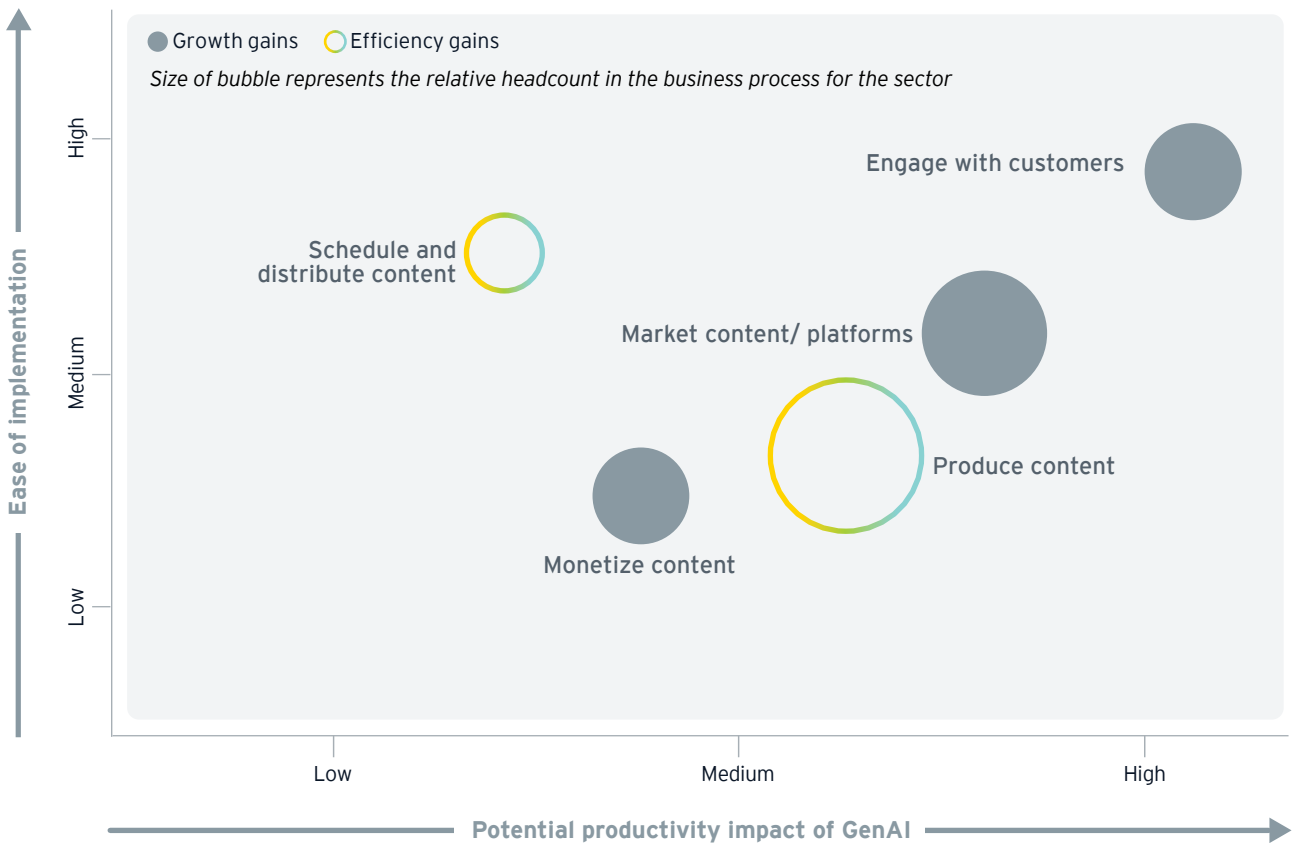 Growth gains
Efficiency gains
Size of bubble represents the relative headcount in the business process for the sector
Ease of implementation
High
Medium
Low
Engage with customers
Schedule and
distribute content
Market content/ platforms
Produce content
Monetize content
Low
Medium
High
Potential productivity impact of GenAI